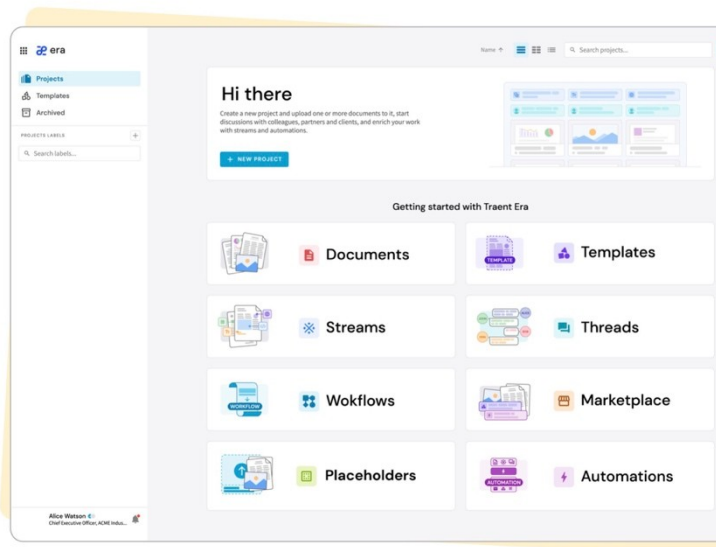 era
Name
Search projects...
Projects
Templates
Archived
PROJECTS LABELS
Search labels...
Hi there
Create a new project and upload one or more documents to it, start
discussions with colleagues, partners and clients, and enrich your work
with streams and automations.
+ NEW PROJECT
Getting started with Traent Era
Documents
TEMPLATE
Templates
Streams
Threads
WORKFLOW
Wokflows
Marketplace
Placeholders
AUTOMATION
Automations
Alice Watson
Chief Executive Officer, ACME Indus...